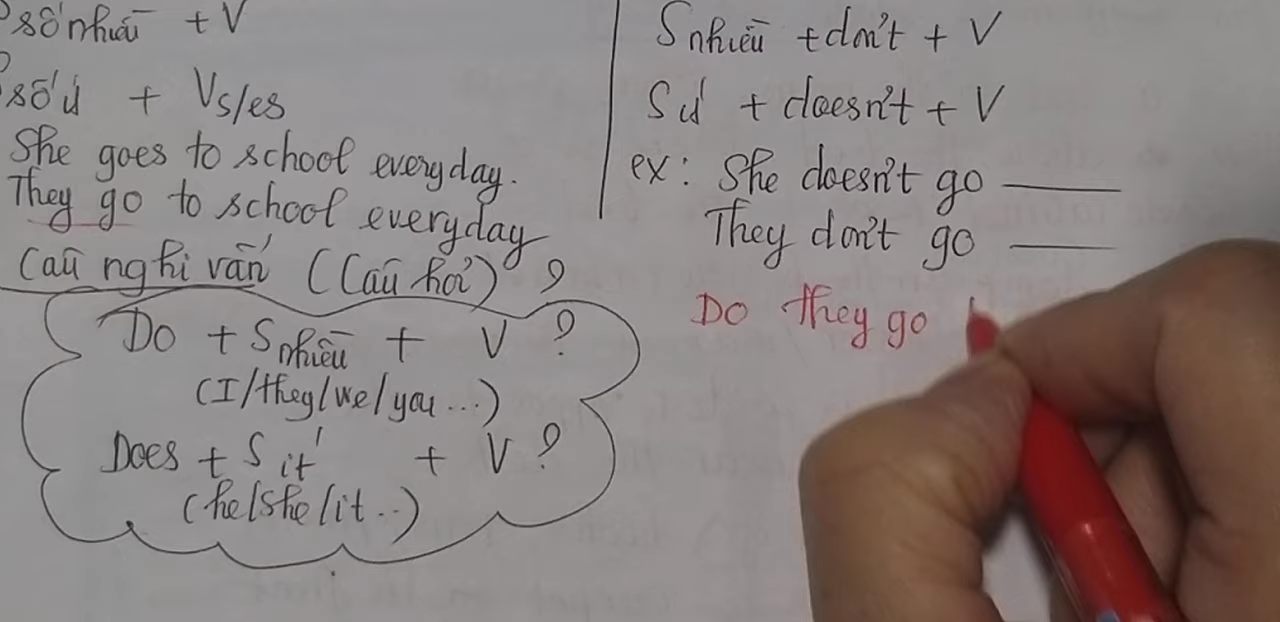 số nhiều + V
số ít + Vs/es
She goes to school everyday.
They go to school everyday
Câu nghi vấn (Câu hỏi) ?
Do + S nhiều + V ?
(I/they/we/you ...)
Does + S ít + V ?
(he/she/it ..)
S nhiều + don't + V
S ít + doesn't + V
ex: She doesn't go ———
They don't go ———
Do they go